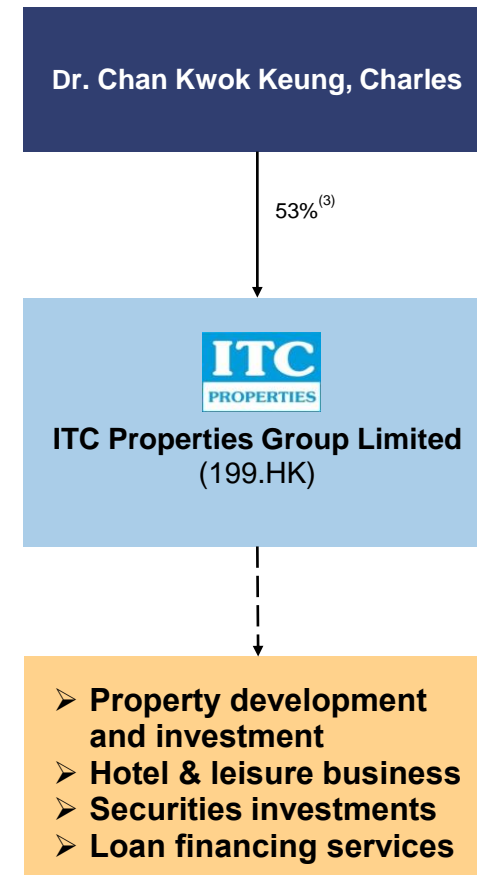 Dr. Chan Kwok Keung, Charles
53%(3)
ITC
PROPERTIES
ITC Properties Group Limited
(199.HK)
➢ Property development
and investment
➢ Hotel & leisure business
➢ Securities investments
➢ Loan financing services